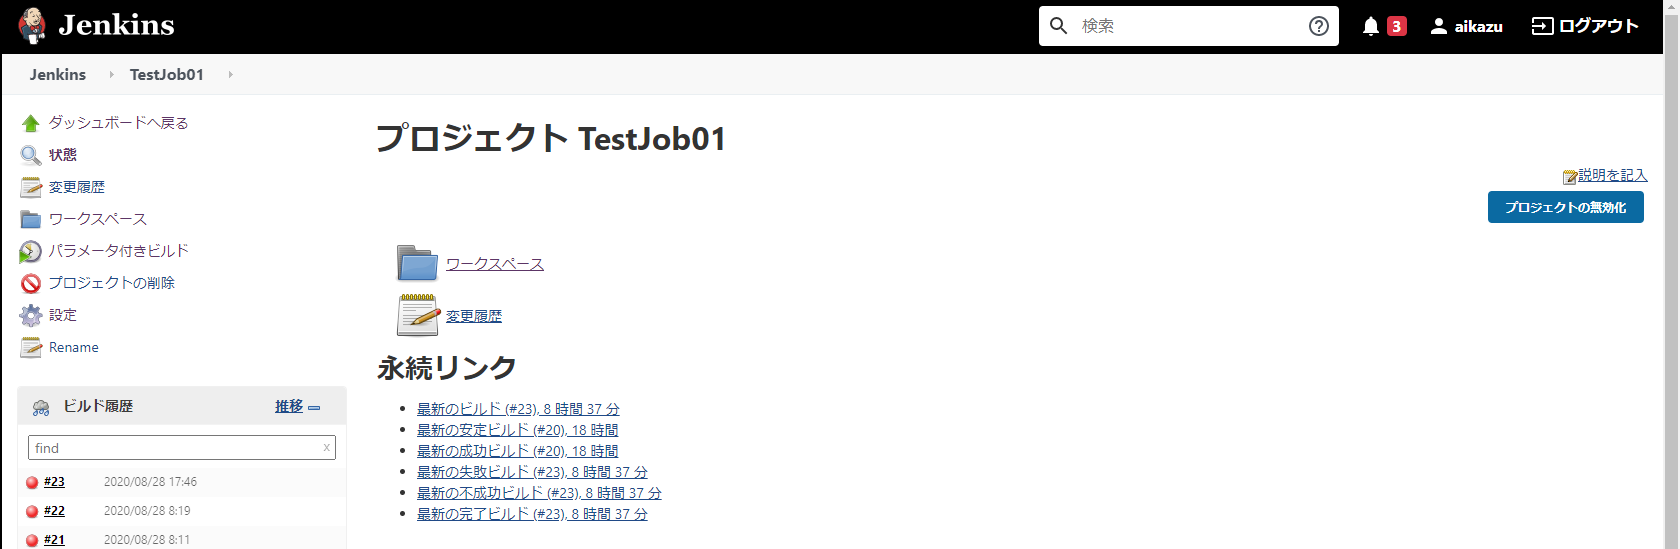 Jenkins
検索
3
aikazu
ログアウト
Jenkins
TestJob01
ダッシュボードへ戻る
状態
変更履歴
ワークスペース
パラメータ付きビルド
プロジェクトの削除
設定
Rename
ビルド履歴
推移
find
x
#23 2020/08/28 17:46
#22 2020/08/28 8:19
#21 2020/08/28 8:11
プロジェクト TestJob01
説明を記入
プロジェクトの無効化
ワークスペース
変更履歴
永続リンク
最新のビルド (#23), 8 時間 37 分
最新の安定ビルド (#20), 18 時間
最新の成功ビルド (#20), 18 時間
最新の失敗ビルド (#23), 8 時間 37 分
最新の不成功ビルド (#23), 8 時間 37 分
最新の完了ビルド (#23), 8 時間 37 分